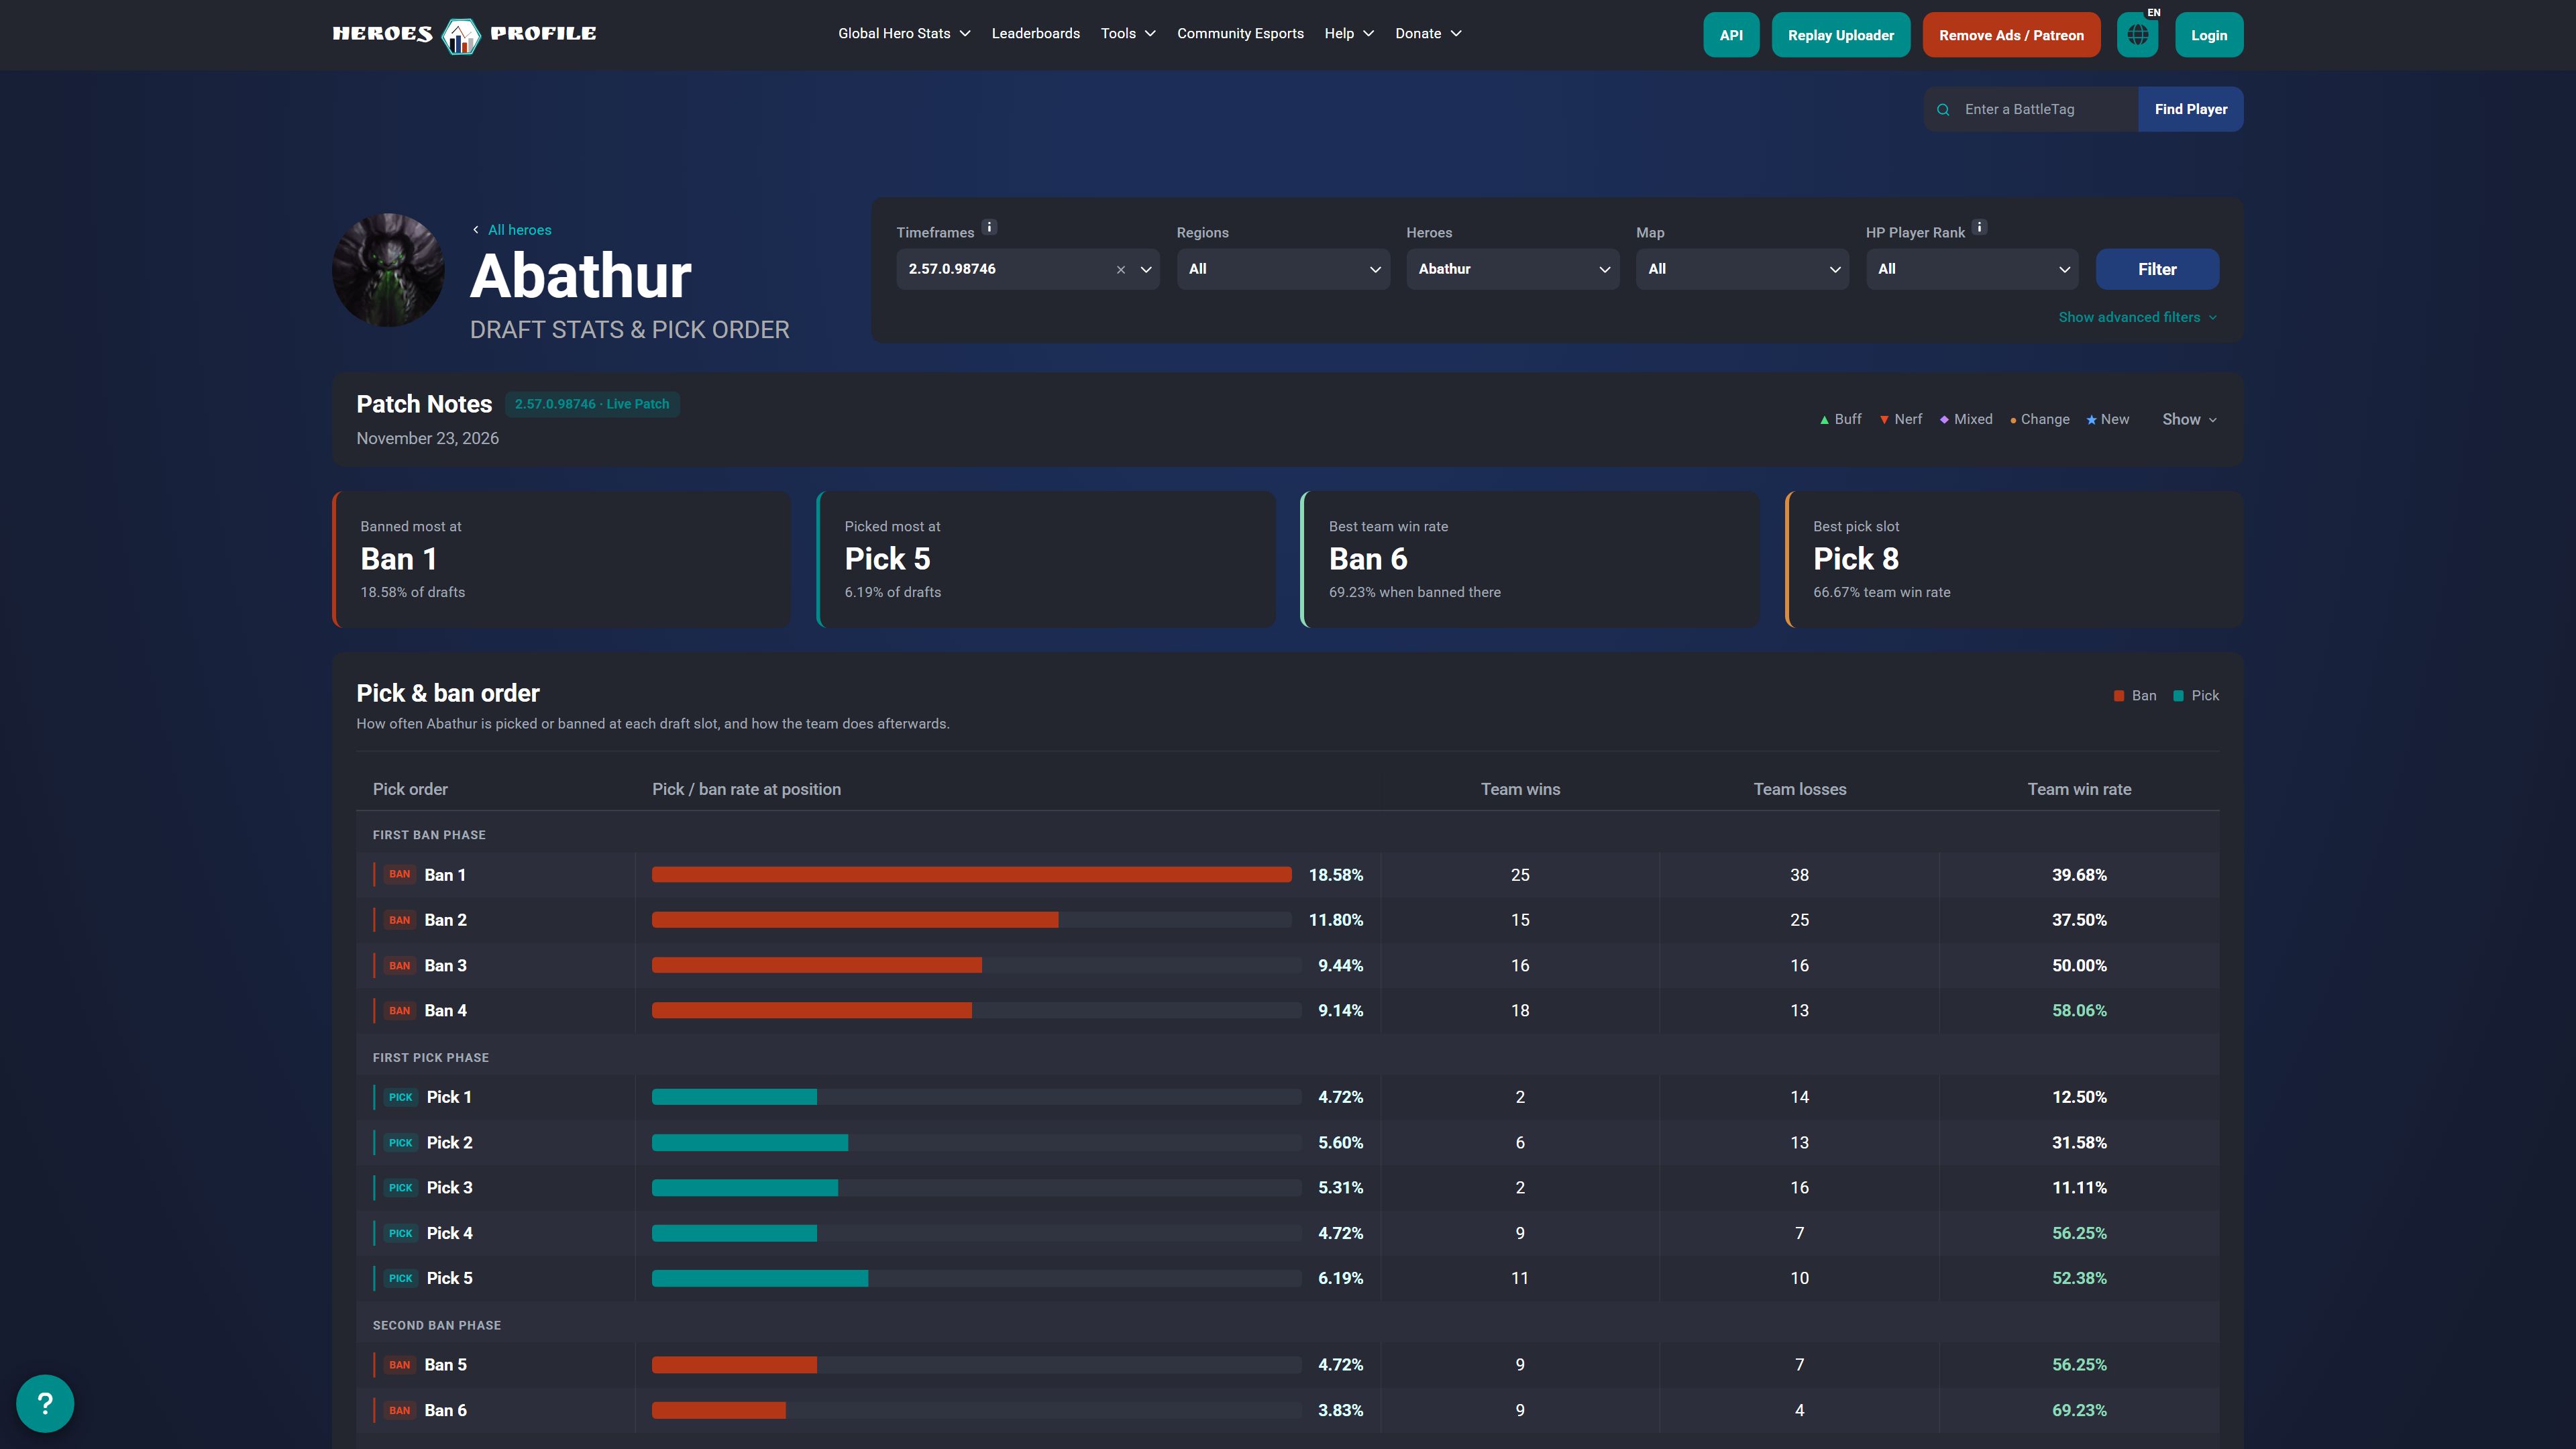 HEROES PROFILE
Global Hero Stats Leaderboards Tools Community Esports Help Donate
API Replay Uploader Remove Ads / Patreon EN Login
Enter a BattleTag Find Player
All heroes
Abathur
DRAFT STATS & PICK ORDER
Timeframes i Regions Heroes Map HP Player Rank i
2.57.0.98746 × All Abathur All All Filter
Show advanced filters
Patch Notes 2.57.0.98746 · Live Patch
November 23, 2026
Buff Nerf Mixed Change New Show
Banned most at
Ban 1
18.58% of drafts
Picked most at
Pick 5
6.19% of drafts
Best team win rate
Ban 6
69.23% when banned there
Best pick slot
Pick 8
66.67% team win rate
Pick & ban order
How often Abathur is picked or banned at each draft slot, and how the team does afterwards.
Ban Pick
Pick order Pick / ban rate at position Team wins Team losses Team win rate
FIRST BAN PHASE
BAN Ban 1 18.58% 25 38 39.68%
BAN Ban 2 11.80% 15 25 37.50%
BAN Ban 3 9.44% 16 16 50.00%
BAN Ban 4 9.14% 18 13 58.06%
FIRST PICK PHASE
PICK Pick 1 4.72% 2 14 12.50%
PICK Pick 2 5.60% 6 13 31.58%
PICK Pick 3 5.31% 2 16 11.11%
PICK Pick 4 4.72% 9 7 56.25%
PICK Pick 5 6.19% 11 10 52.38%
SECOND BAN PHASE
BAN Ban 5 4.72% 9 7 56.25%
BAN Ban 6 3.83% 9 4 69.23%
?